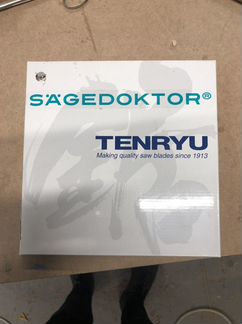 SÄGEDOKTOR®
TENRYU
Making quality saw blades since 1913